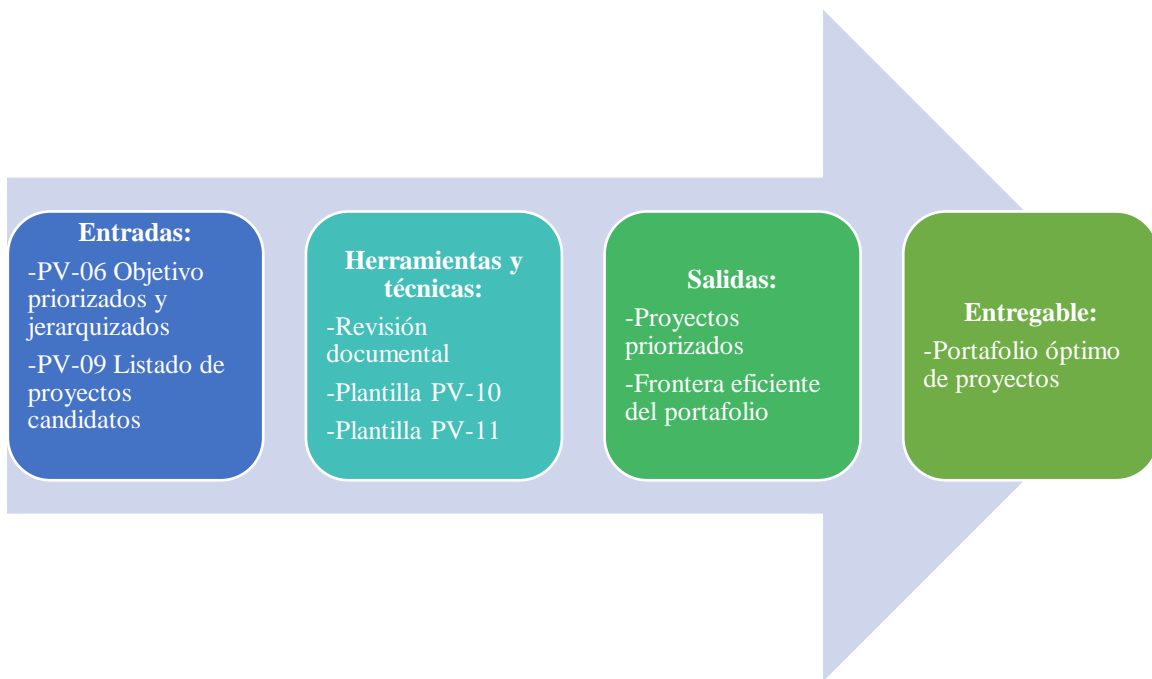 Entradas:
-PV-06 Objetivo
priorizados y
jerarquizados
-PV-09 Listado de
proyectos
candidatos
Herramientas y
técnicas:
-Revisión
documental
-Plantilla PV-10
-Plantilla PV-11
Salidas:
-Proyectos
priorizados
-Frontera eficiente
del portafolio
Entregable:
-Portafolio óptimo
de proyectos